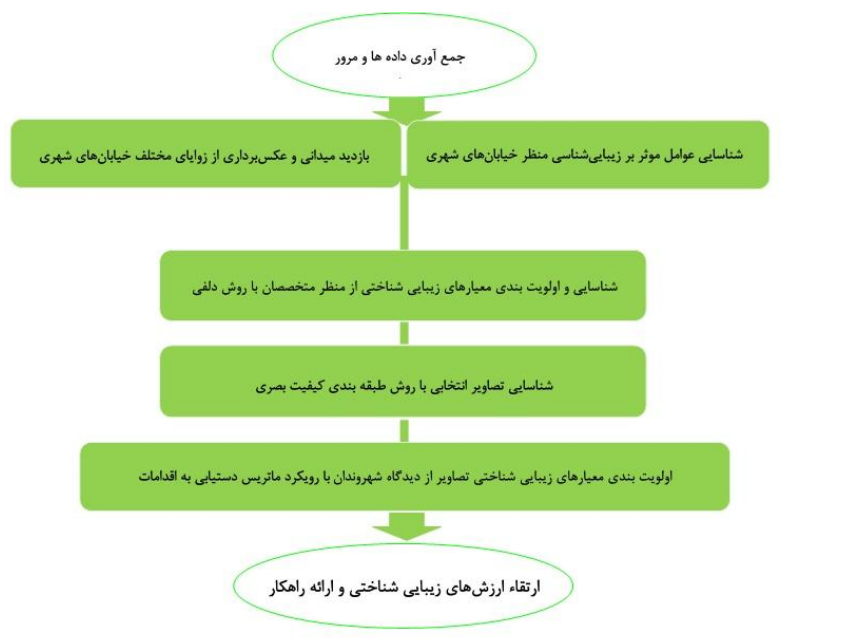 جمع آوری داده ها و مرور
شناسایی عوامل موثر بر زیبایی‌شناسی منظر خیابان‌های شهری
بازدید میدانی و عکس‌برداری از زوایای مختلف خیابان‌های شهری
شناسایی و اولویت بندی معیارهای زیبایی شناختی از منظر متخصصان با روش دلفی
شناسایی تصاویر انتخابی با روش طبقه بندی کیفیت بصری
اولویت بندی معیارهای زیبایی شناختی تصاویر از دیدگاه شهروندان با رویکرد ماتریس دستیابی به اقدامات
ارتقاء ارزش‌های زیبایی شناختی و ارائه راهکار